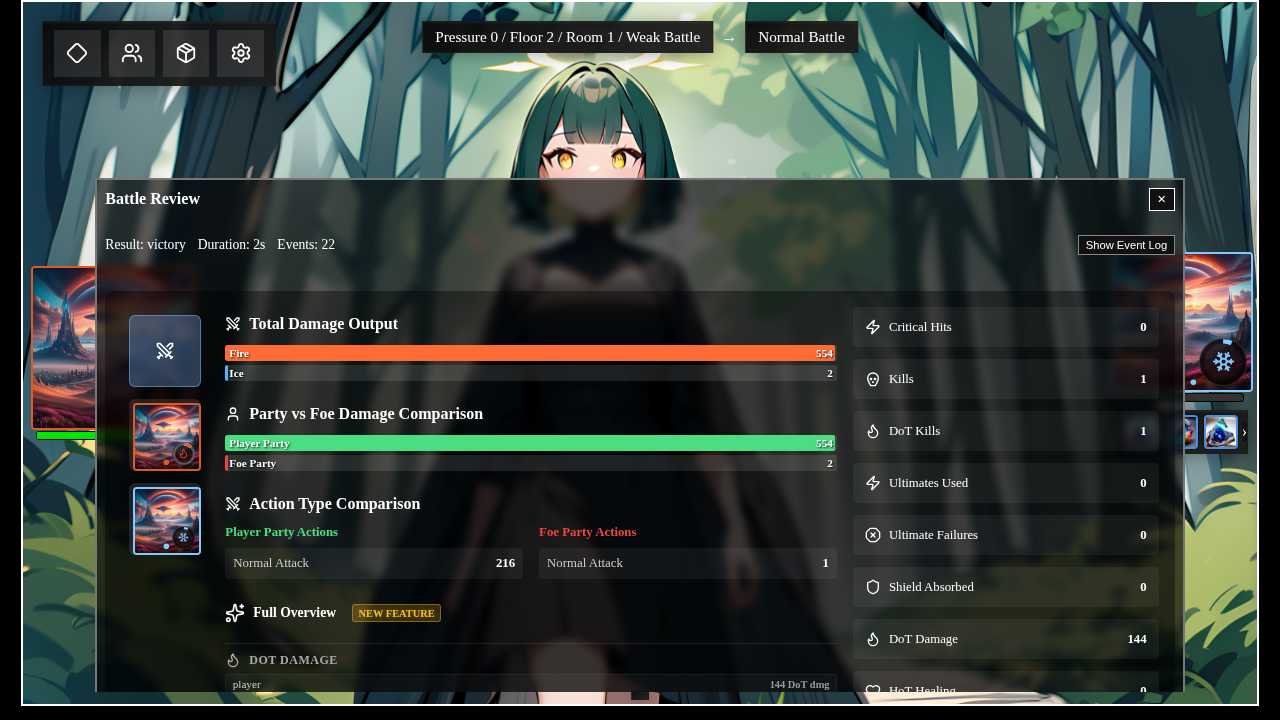 Pressure 0 / Floor 2 / Room 1 / Weak Battle → Normal Battle
Battle Review
×
Result: victory Duration: 2s Events: 22
Show Event Log
Total Damage Output
Fire 554
Ice 2
Party vs Foe Damage Comparison
Player Party 554
Foe Party 2
Action Type Comparison
Player Party Actions
Normal Attack 216
Foe Party Actions
Normal Attack 1
Full Overview NEW FEATURE
DOT DAMAGE
player 144 DoT dmg
Critical Hits 0
Kills 1
DoT Kills 1
Ultimates Used 0
Ultimate Failures 0
Shield Absorbed 0
DoT Damage 144
HoT Healing 0
›